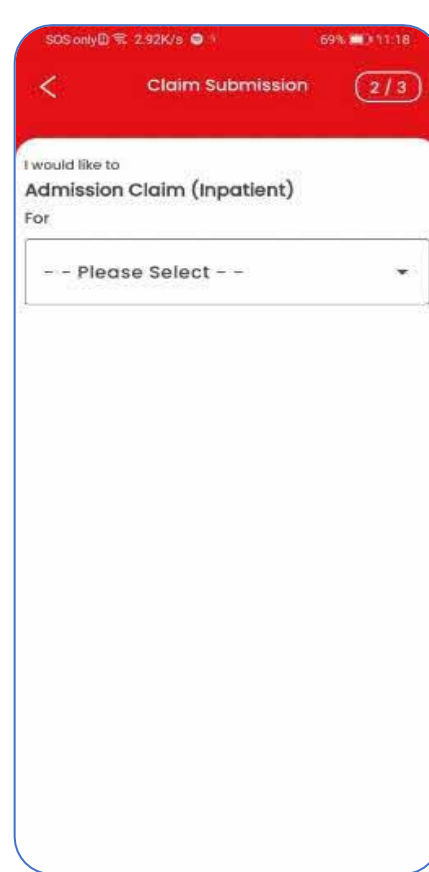 SOS only 2.92K/s 69% 11:18
Claim Submission 2 / 3
I would like to
Admission Claim (Inpatient)
For
- - Please Select - -